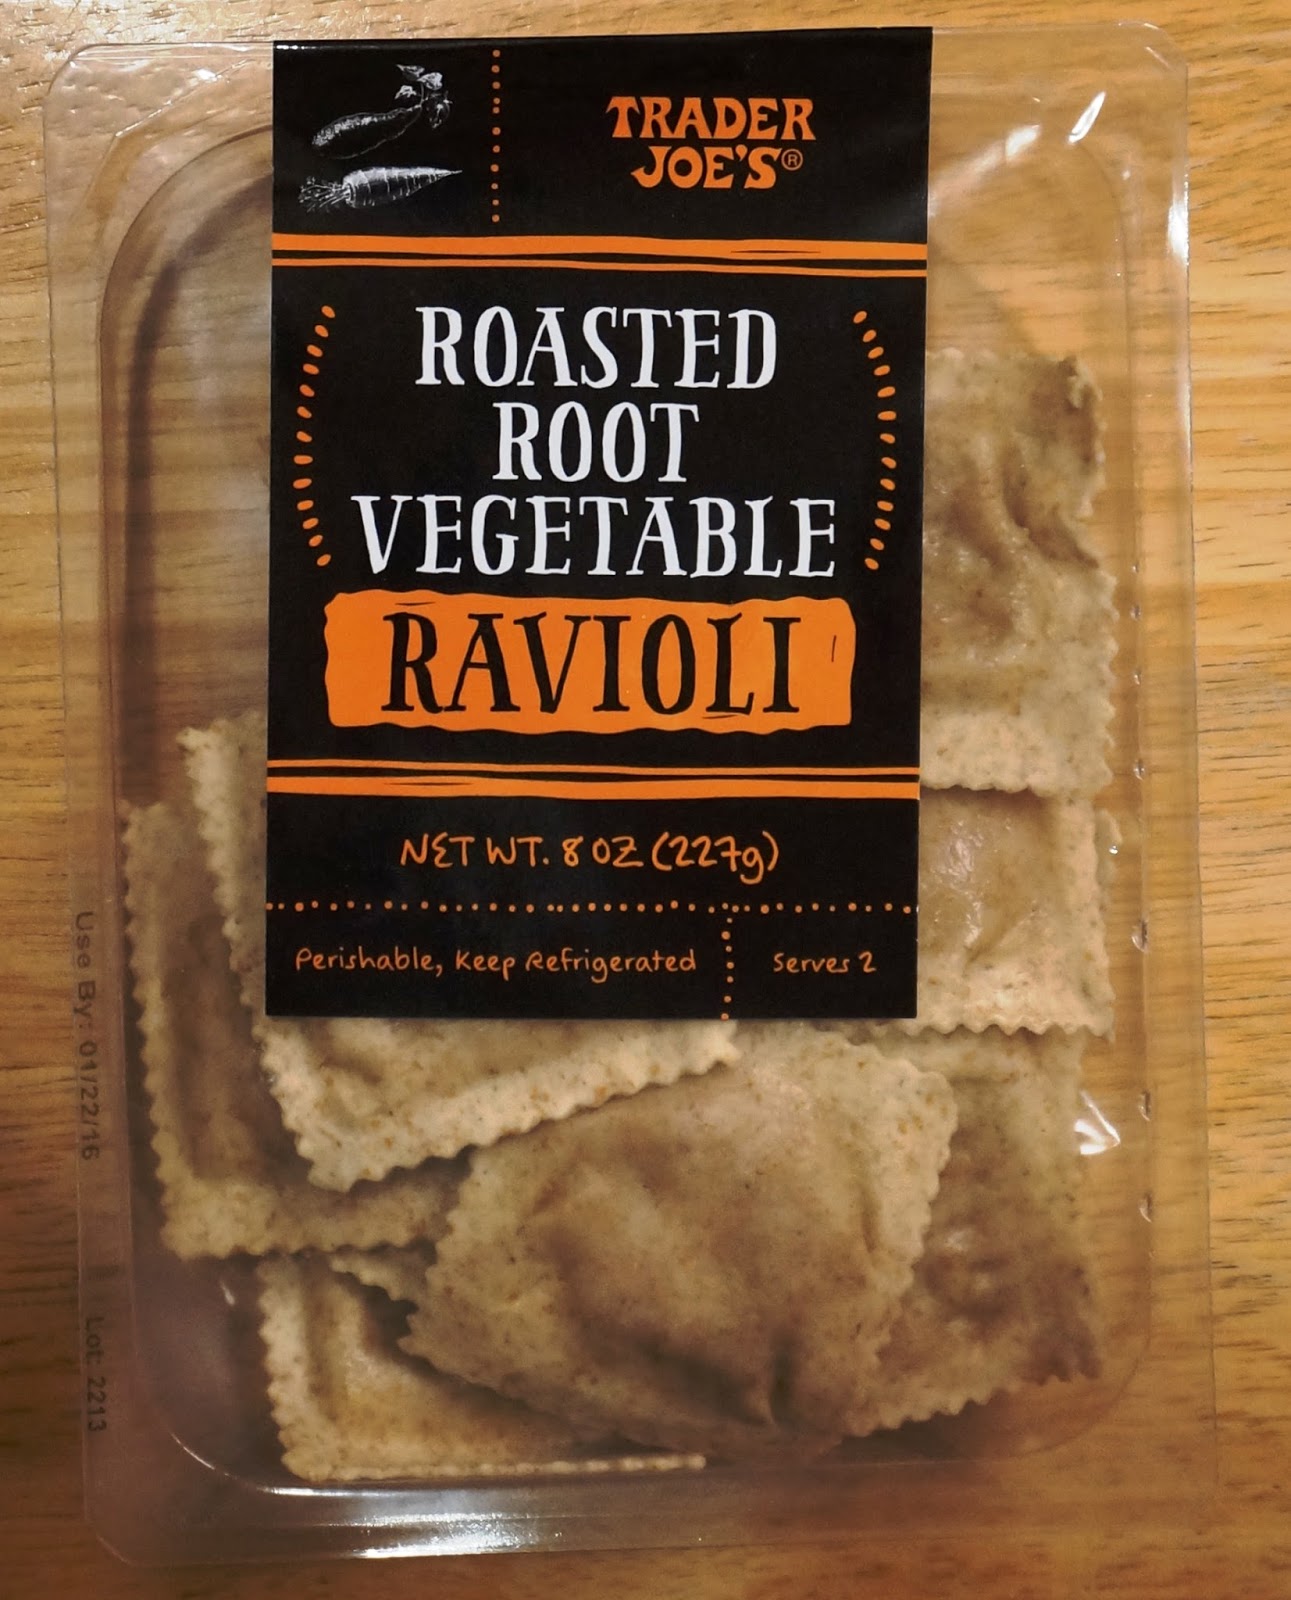 TRADER
JOE'S®
ROASTED
ROOT
VEGETABLE
RAVIOLI
NET WT. 8 OZ (227g)
Perishable, Keep Refrigerated
Serves 2
Use By: 01/22/16
Lot: 2213